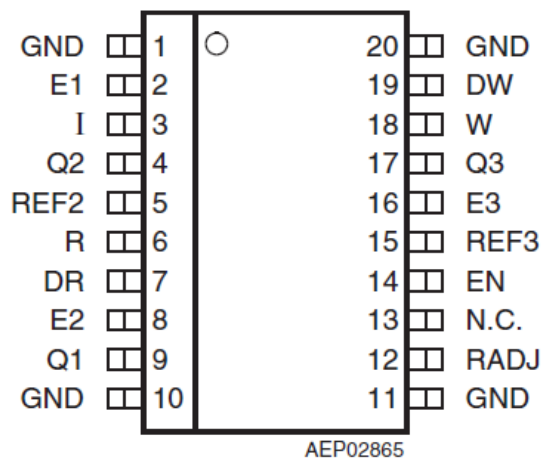 GND 1 20 GND
E1 2 19 DW
I 3 18 W
Q2 4 17 Q3
REF2 5 16 E3
R 6 15 REF3
DR 7 14 EN
E2 8 13 N.C.
Q1 9 12 RADJ
GND 10 11 GND
AEP02865